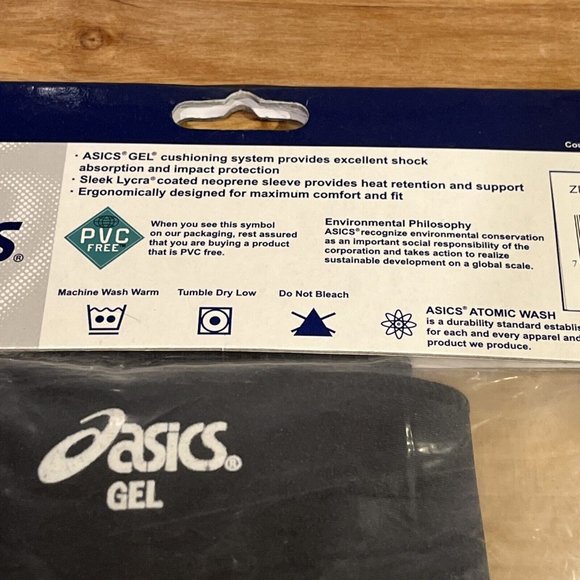 · ASICS® GEL® cushioning system provides excellent shock
absorption and impact protection
· Sleek Lycra® coated neoprene sleeve provides heat retention and support
· Ergonomically designed for maximum comfort and fit
S®
PVC
FREE
When you see this symbol
on our packaging, rest assured
that you are buying a product
that is PVC free.
Environmental Philosophy
ASICS® recognize environmental conservation
as an important social responsibility of the
corporation and takes action to realize
sustainable development on a global scale.
Machine Wash Warm
Tumble Dry Low
Do Not Bleach
ASICS® ATOMIC WASH
is a durability standard
for each and every apparel and
product we produce.
7
asics®
GEL